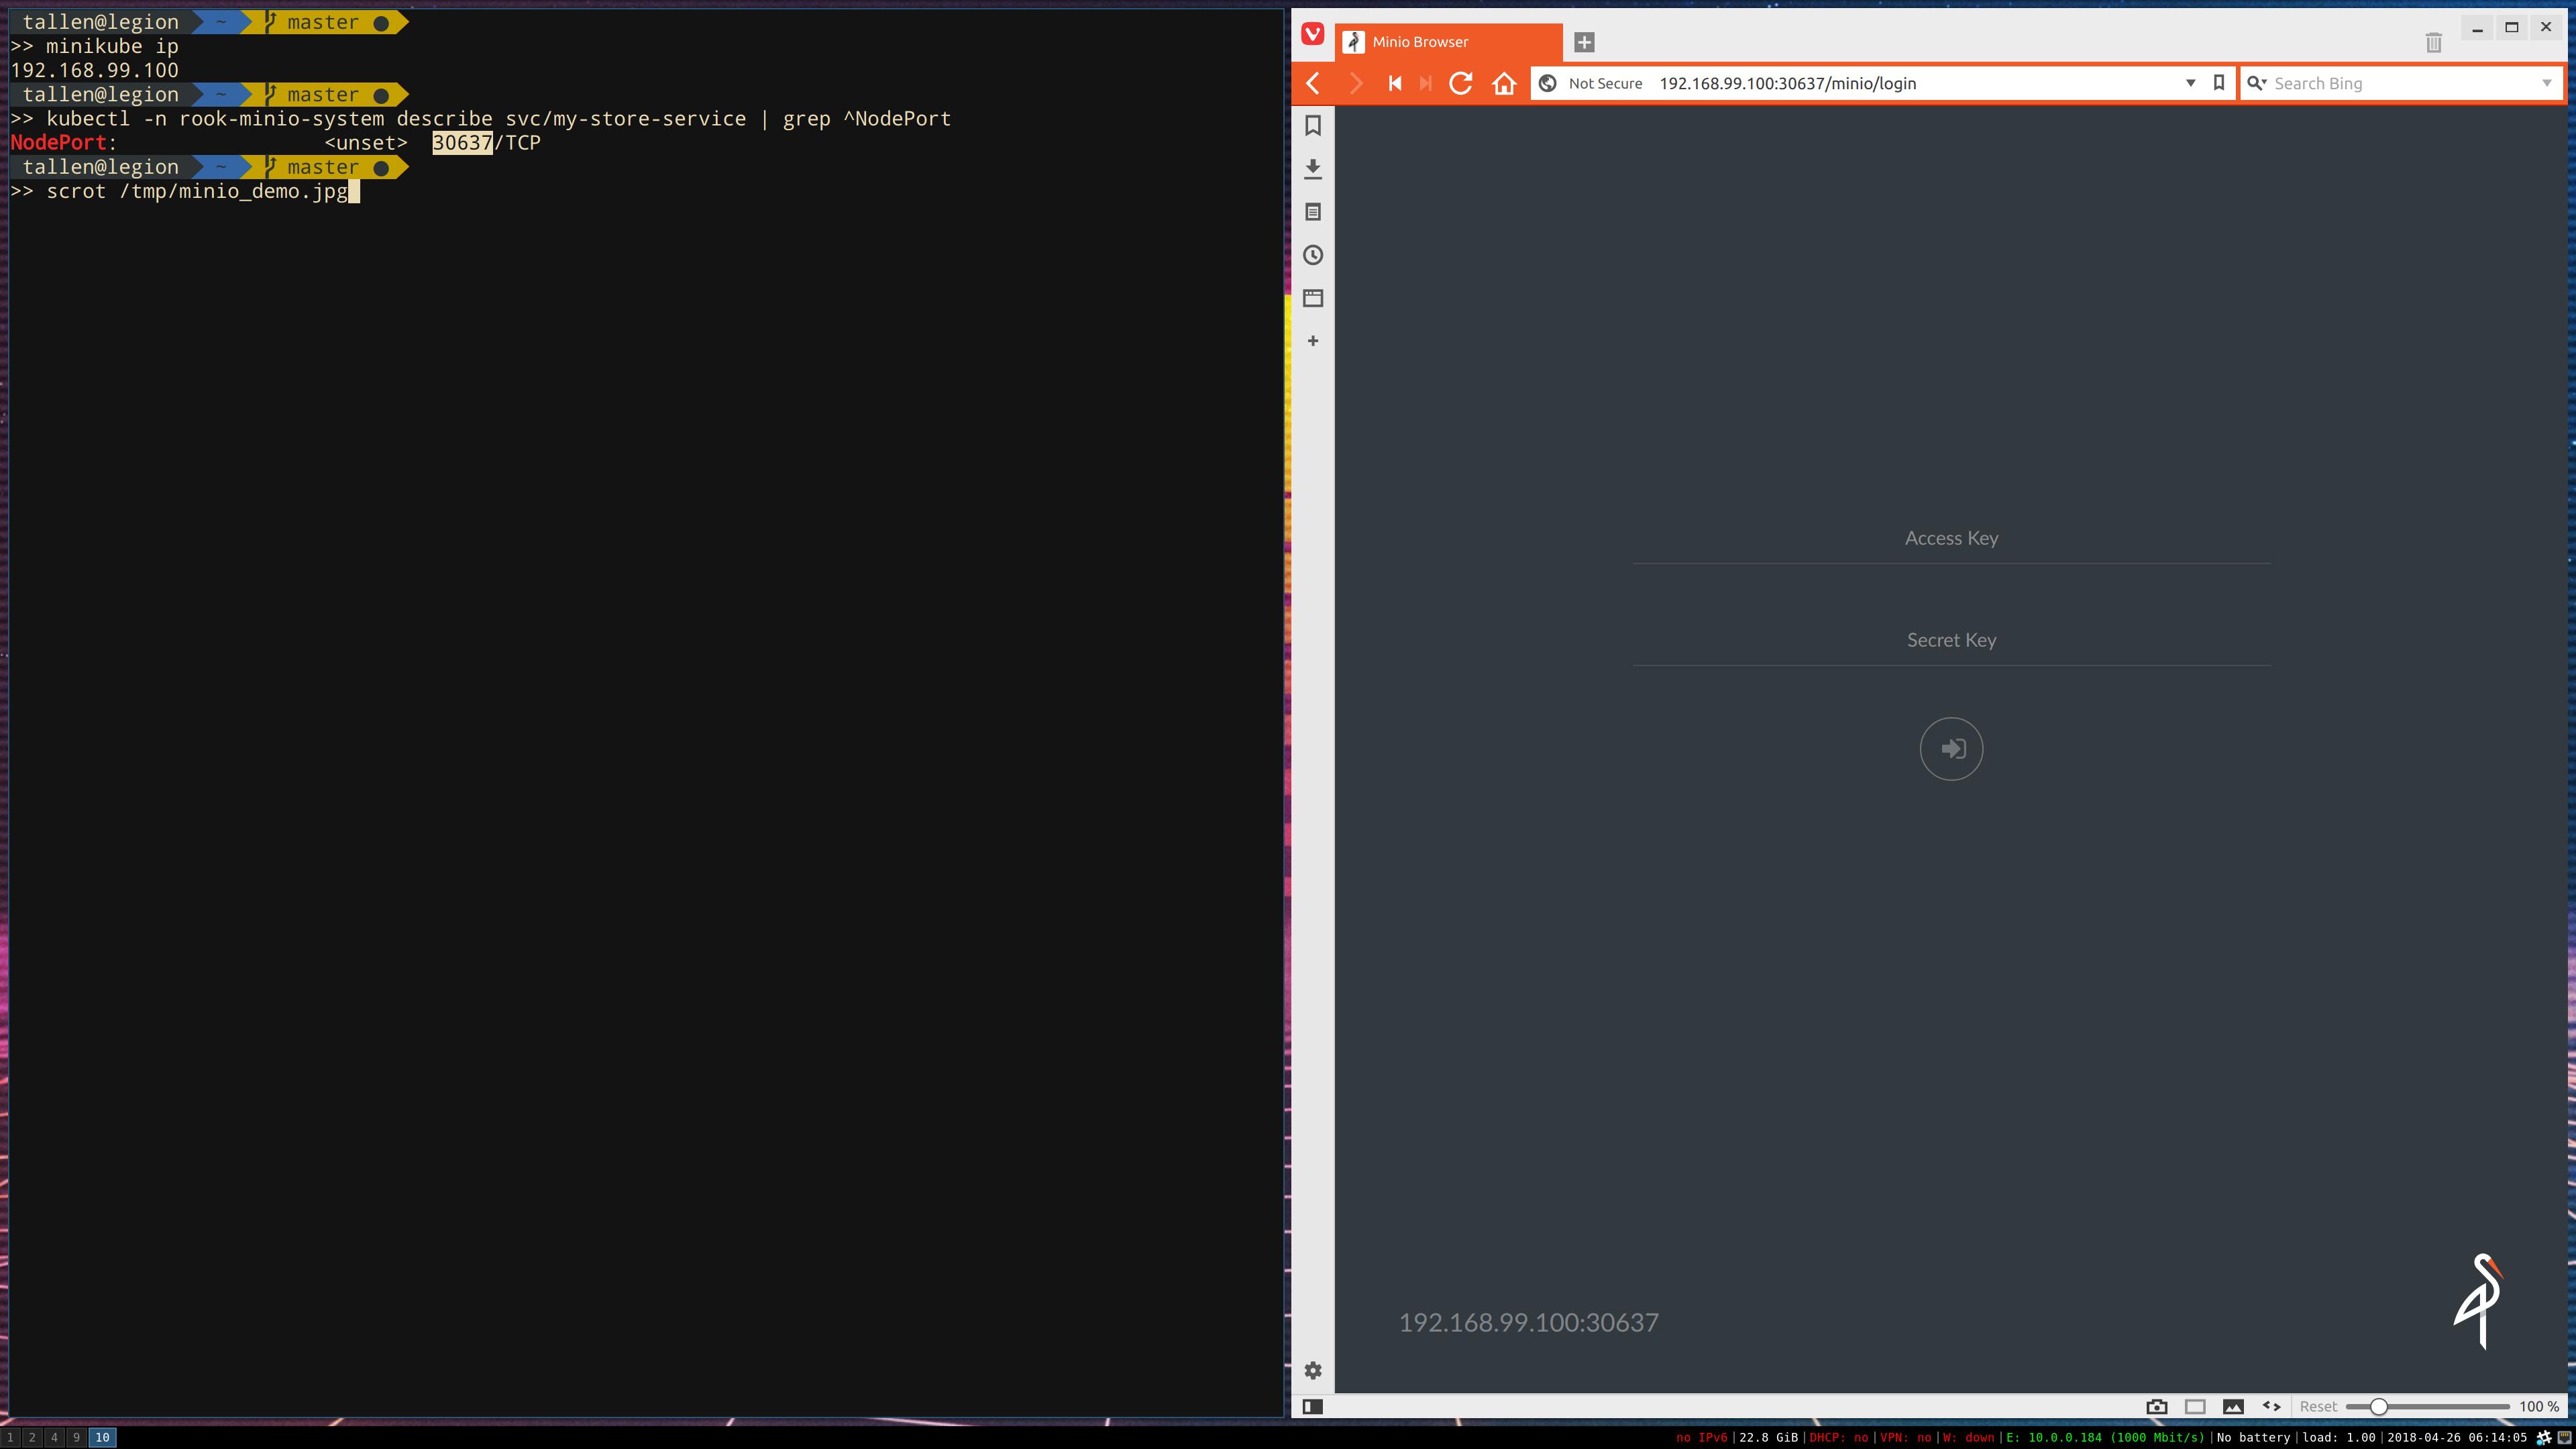 tallen@legion ~ master ●
>> minikube ip
192.168.99.100
tallen@legion ~ master ●
>> kubectl -n rook-minio-system describe svc/my-store-service | grep ^NodePort
NodePort: <unset> 30637/TCP
tallen@legion ~ master ●
>> scrot /tmp/minio_demo.jpg
Minio Browser
Not Secure 192.168.99.100:30637/minio/login
Search Bing
Access Key
Secret Key
192.168.99.100:30637
Reset 100 %
1 2 4 9 10
no IPv6|22.8 GiB|DHCP: no|VPN: no|W: down|E: 10.0.0.184 (1000 Mbit/s)|No battery|load: 1.00|2018-04-26 06:14:05